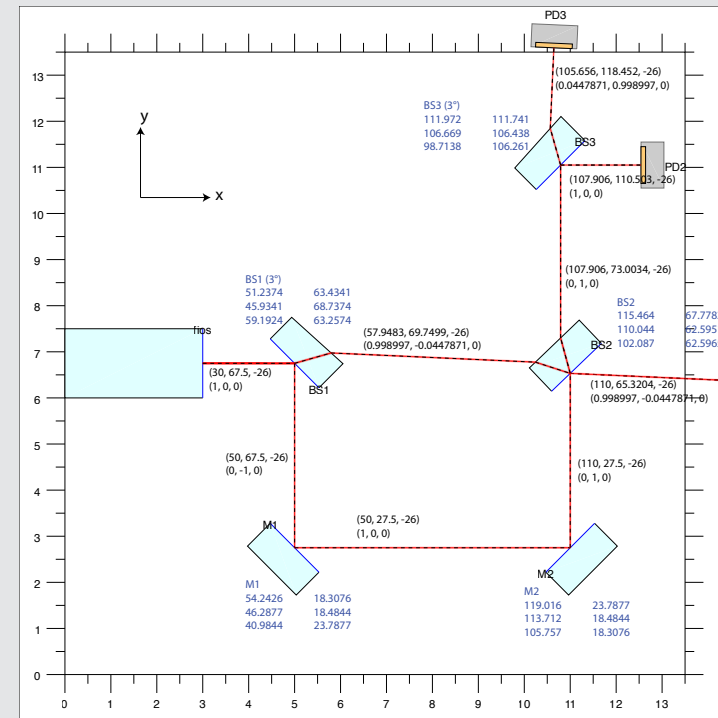 PD3
13
(105.656, 118.452, -26)
(0.0447871, 0.998997, 0)
BS3 (3°)
111.972 111.741
106.669 106.438
98.7138 106.261
y
12
BS3
11
PD2
(107.906, 110.503, -26)
(1, 0, 0)
x
10
9
(107.906, 73.0034, -26)
(0, 1, 0)
BS1 (3°)
51.2374 63.4341
45.9341 68.7374
59.1924 63.2574
8
BS2
115.464 67.778
110.044 62.595
102.087 62.596
fios
(57.9483, 69.7499, -26)
(0.998997, -0.0447871, 0)
BS2
7
(30, 67.5, -26)
(1, 0, 0)
BS1
(110, 65.3204, -26)
(0.998997, -0.0447871, 0)
6
5
(50, 67.5, -26)
(0, -1, 0)
(110, 27.5, -26)
(0, 1, 0)
4
(50, 27.5, -26)
(1, 0, 0)
M1
3
M2
2
M1
54.2426 18.3076
46.2877 18.4844
40.9844 23.7877
M2
119.016 23.7877
113.712 18.4844
105.757 18.3076
1
0
0 1 2 3 4 5 6 7 8 9 10 11 12 13